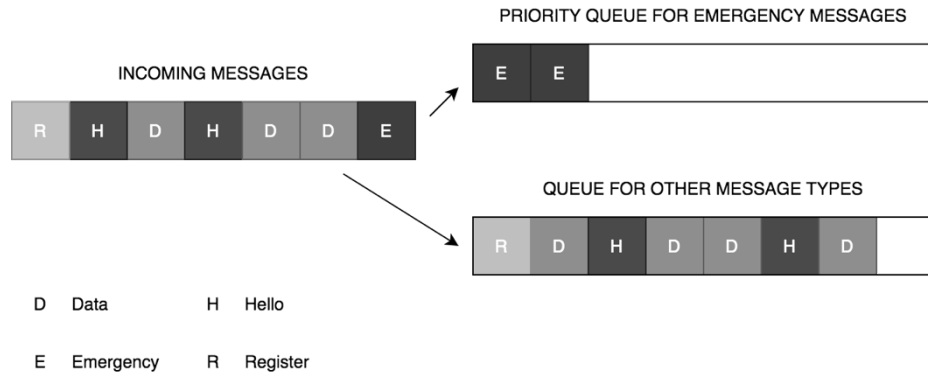 PRIORITY QUEUE FOR EMERGENCY MESSAGES
E E
INCOMING MESSAGES
R H D H D D E
QUEUE FOR OTHER MESSAGE TYPES
R D H D D H D
D Data H Hello
E Emergency R Register